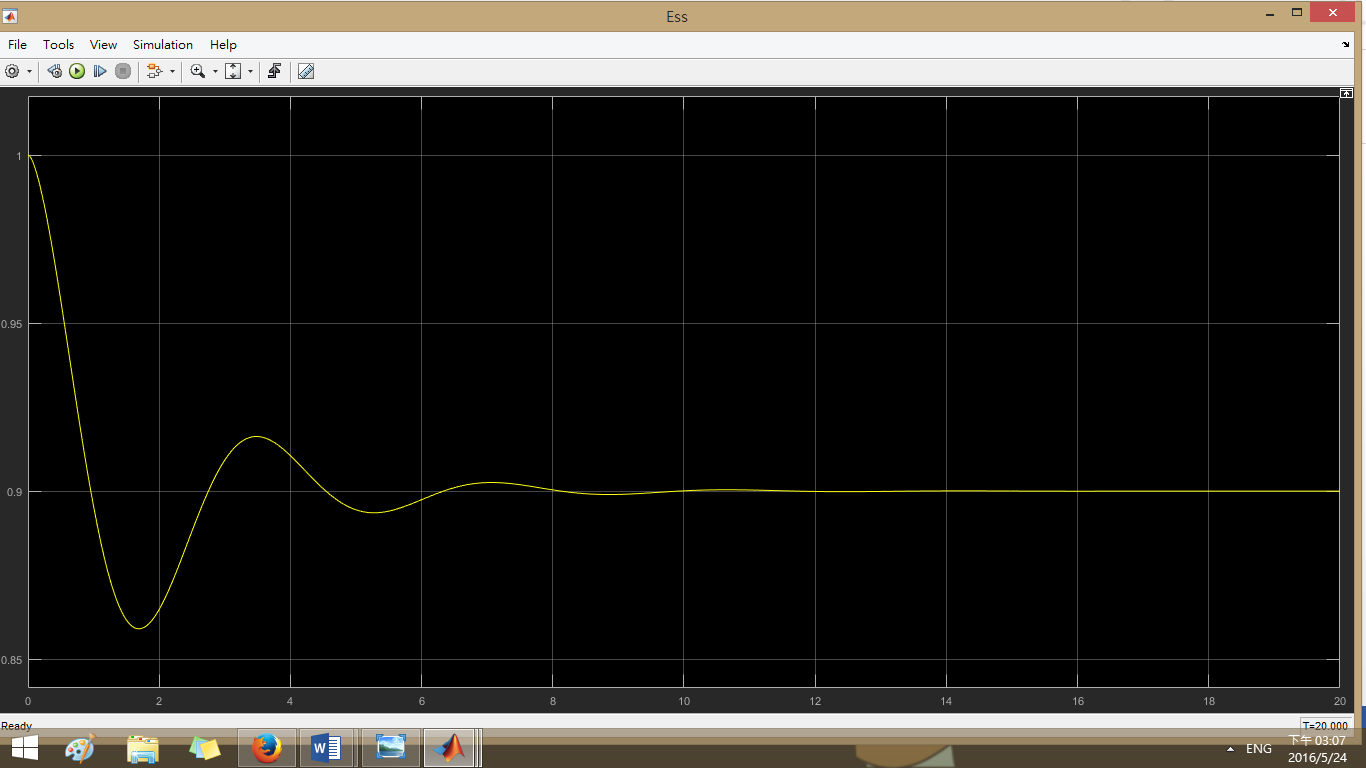 Ess
File Tools View Simulation Help
1
0.95
0.9
0.85
0 2 4 6 8 10 12 14 16 18 20
Ready
T=20.000
ENG
下午 03:07
2016/5/24